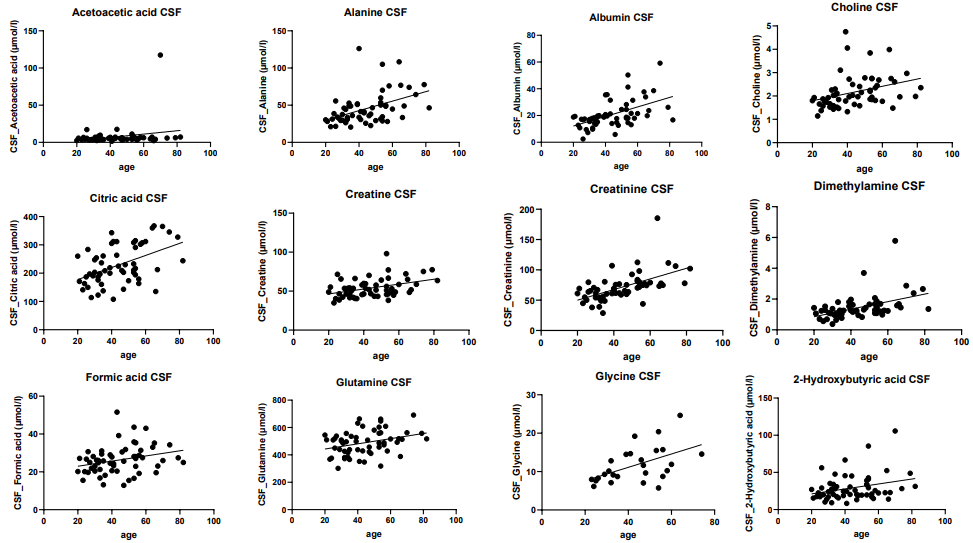 Acetoacetic acid CSF
CSF_Acetoacetic acid (µmol/l)
150
100
50
0
0 20 40 60 80 100
age
Alanine CSF
CSF_Alanine (µmol/l)
150
100
50
0
0 20 40 60 80 100
age
Albumin CSF
CSF_Albumin (µmol/l)
80
60
40
20
0
0 20 40 60 80 100
age
Choline CSF
CSF_Choline (µmol/l)
5
4
3
2
1
0
0 20 40 60 80 100
age
Citric acid CSF
CSF_Citric acid (µmol/l)
400
300
200
100
0
0 20 40 60 80 100
age
Creatine CSF
CSF_Creatine (µmol/l)
150
100
50
0
0 20 40 60 80 100
age
Creatinine CSF
CSF_Creatinine (µmol/l)
200
150
100
50
0
0 20 40 60 80 100
age
Dimethylamine CSF
CSF_Dimethylamine (µmol/l)
8
6
4
2
0
0 20 40 60 80 100
age
Formic acid CSF
CSF_Formic acid (µmol/l)
60
40
20
0
0 20 40 60 80 100
age
Glutamine CSF
CSF_Glutamine (µmol/l)
800
600
400
200
0
0 20 40 60 80 100
age
Glycine CSF
CSF_Glycine (µmol/l)
30
20
10
0
0 20 40 60 80
age
2-Hydroxybutyric acid CSF
CSF_2-Hydroxybutyric acid (µmol/l)
150
100
50
0
0 20 40 60 80 100
age